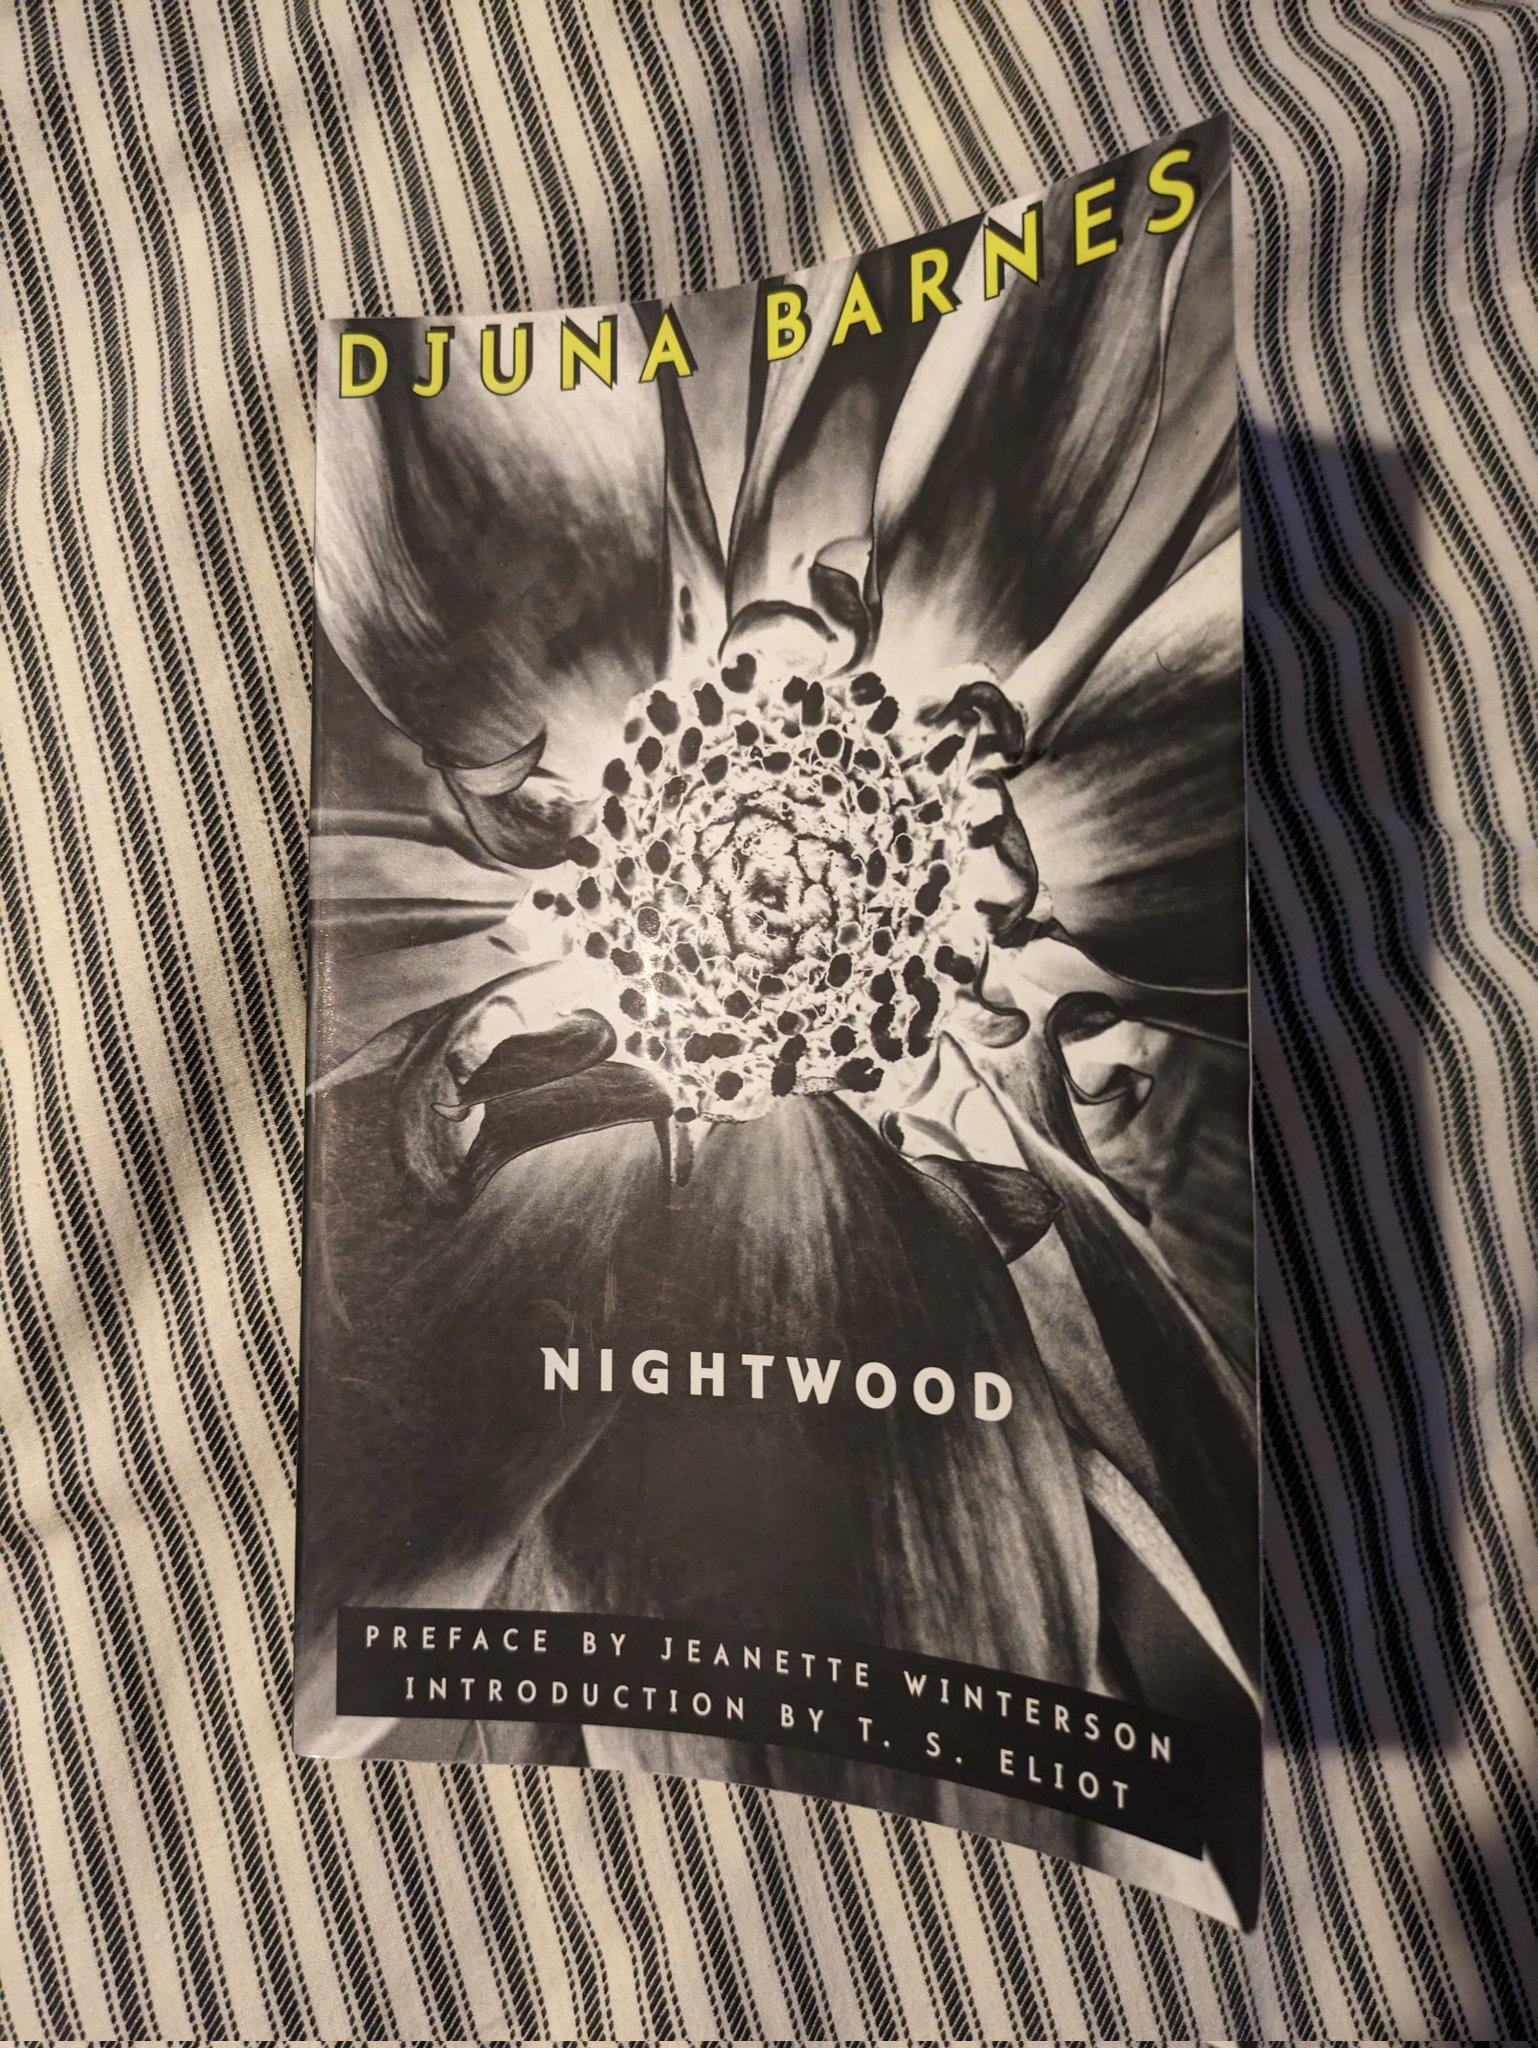 DJUNA BARNES
NIGHTWOOD
PREFACE BY JEANETTE WINTERSON
INTRODUCTION BY T. S. ELIOT